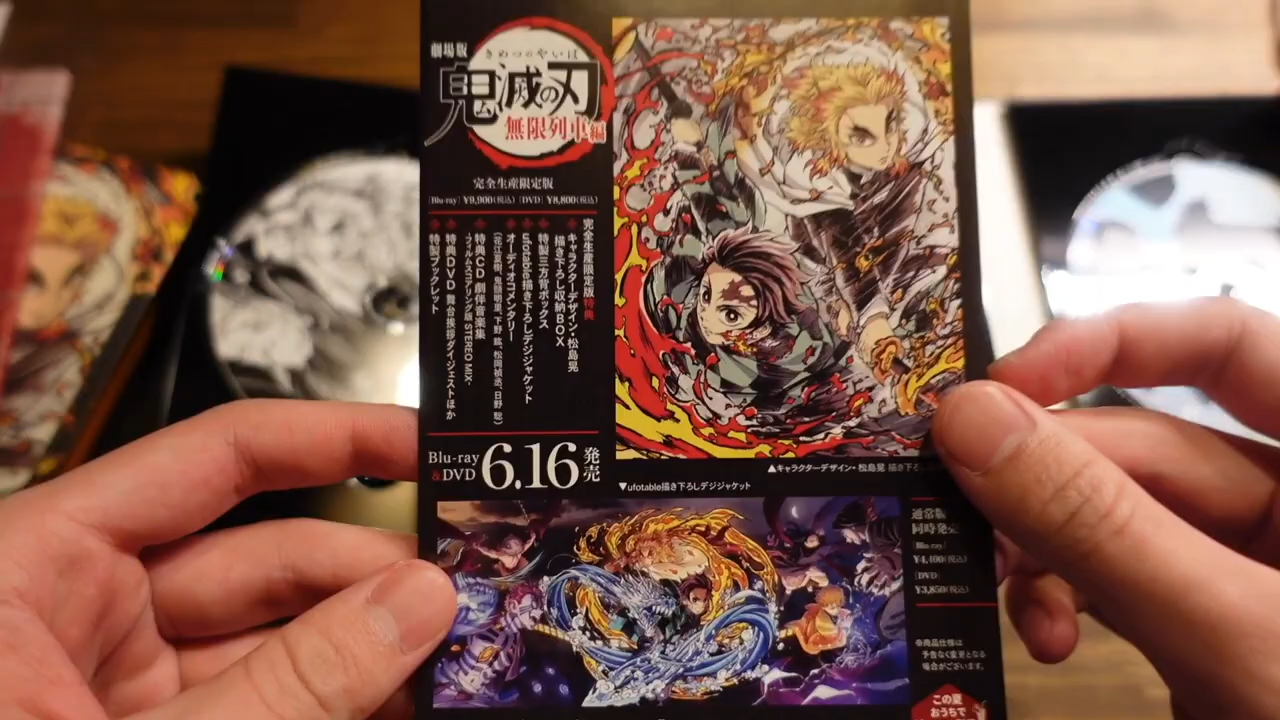 劇場版
きめつのやいば
鬼滅の刃
無限列車編
完全生産限定版
[Blu-ray] ¥9,900(税込) [DVD] ¥8,800(税込)
完全生産限定版特典
キャラクターデザイン・松島晃
描き下ろし収納BOX
特製三方背ボックス
ufotable描き下ろしデジジャケット
オーディオコメンタリー
(花江夏樹、鬼頭明里、下野 紘、松岡禎丞、日野 聡)
特典CD 劇伴音楽集
-フィルムスコアリング版 STEREO MIX-
特典DVD 舞台挨拶ダイジェストほか
特製ブックレット
Blu-ray
&DVD 6.16 発売
▲キャラクターデザイン・松島晃 描き下ろ
▼ufotable描き下ろしデジジャケット
通常版
同時発売
[Blu-ray]
¥4,400(税込)
[DVD]
¥3,850(税込)
※商品仕様は
予告なく変更となる
場合がございます。
この夏
おうちで